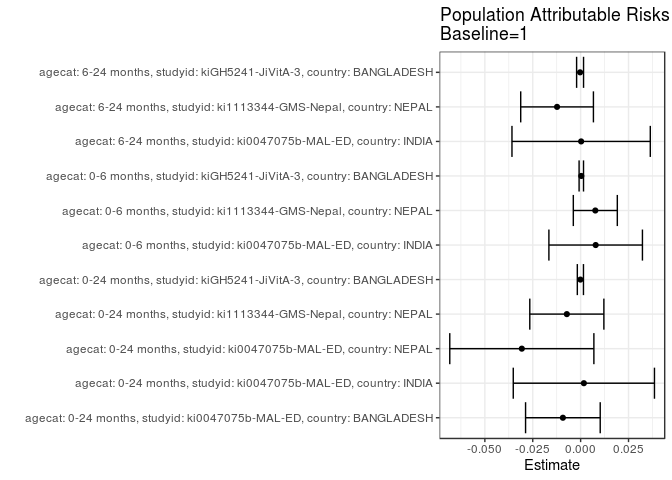 Population Attributable Risks
Baseline=1
agecat: 6-24 months, studyid: kiGH5241-JiVitA-3, country: BANGLADESH
agecat: 6-24 months, studyid: ki1113344-GMS-Nepal, country: NEPAL
agecat: 6-24 months, studyid: ki0047075b-MAL-ED, country: INDIA
agecat: 0-6 months, studyid: kiGH5241-JiVitA-3, country: BANGLADESH
agecat: 0-6 months, studyid: ki1113344-GMS-Nepal, country: NEPAL
agecat: 0-6 months, studyid: ki0047075b-MAL-ED, country: INDIA
agecat: 0-24 months, studyid: kiGH5241-JiVitA-3, country: BANGLADESH
agecat: 0-24 months, studyid: ki1113344-GMS-Nepal, country: NEPAL
agecat: 0-24 months, studyid: ki0047075b-MAL-ED, country: NEPAL
agecat: 0-24 months, studyid: ki0047075b-MAL-ED, country: INDIA
agecat: 0-24 months, studyid: ki0047075b-MAL-ED, country: BANGLADESH
-0.050 -0.025 0.000 0.025
Estimate